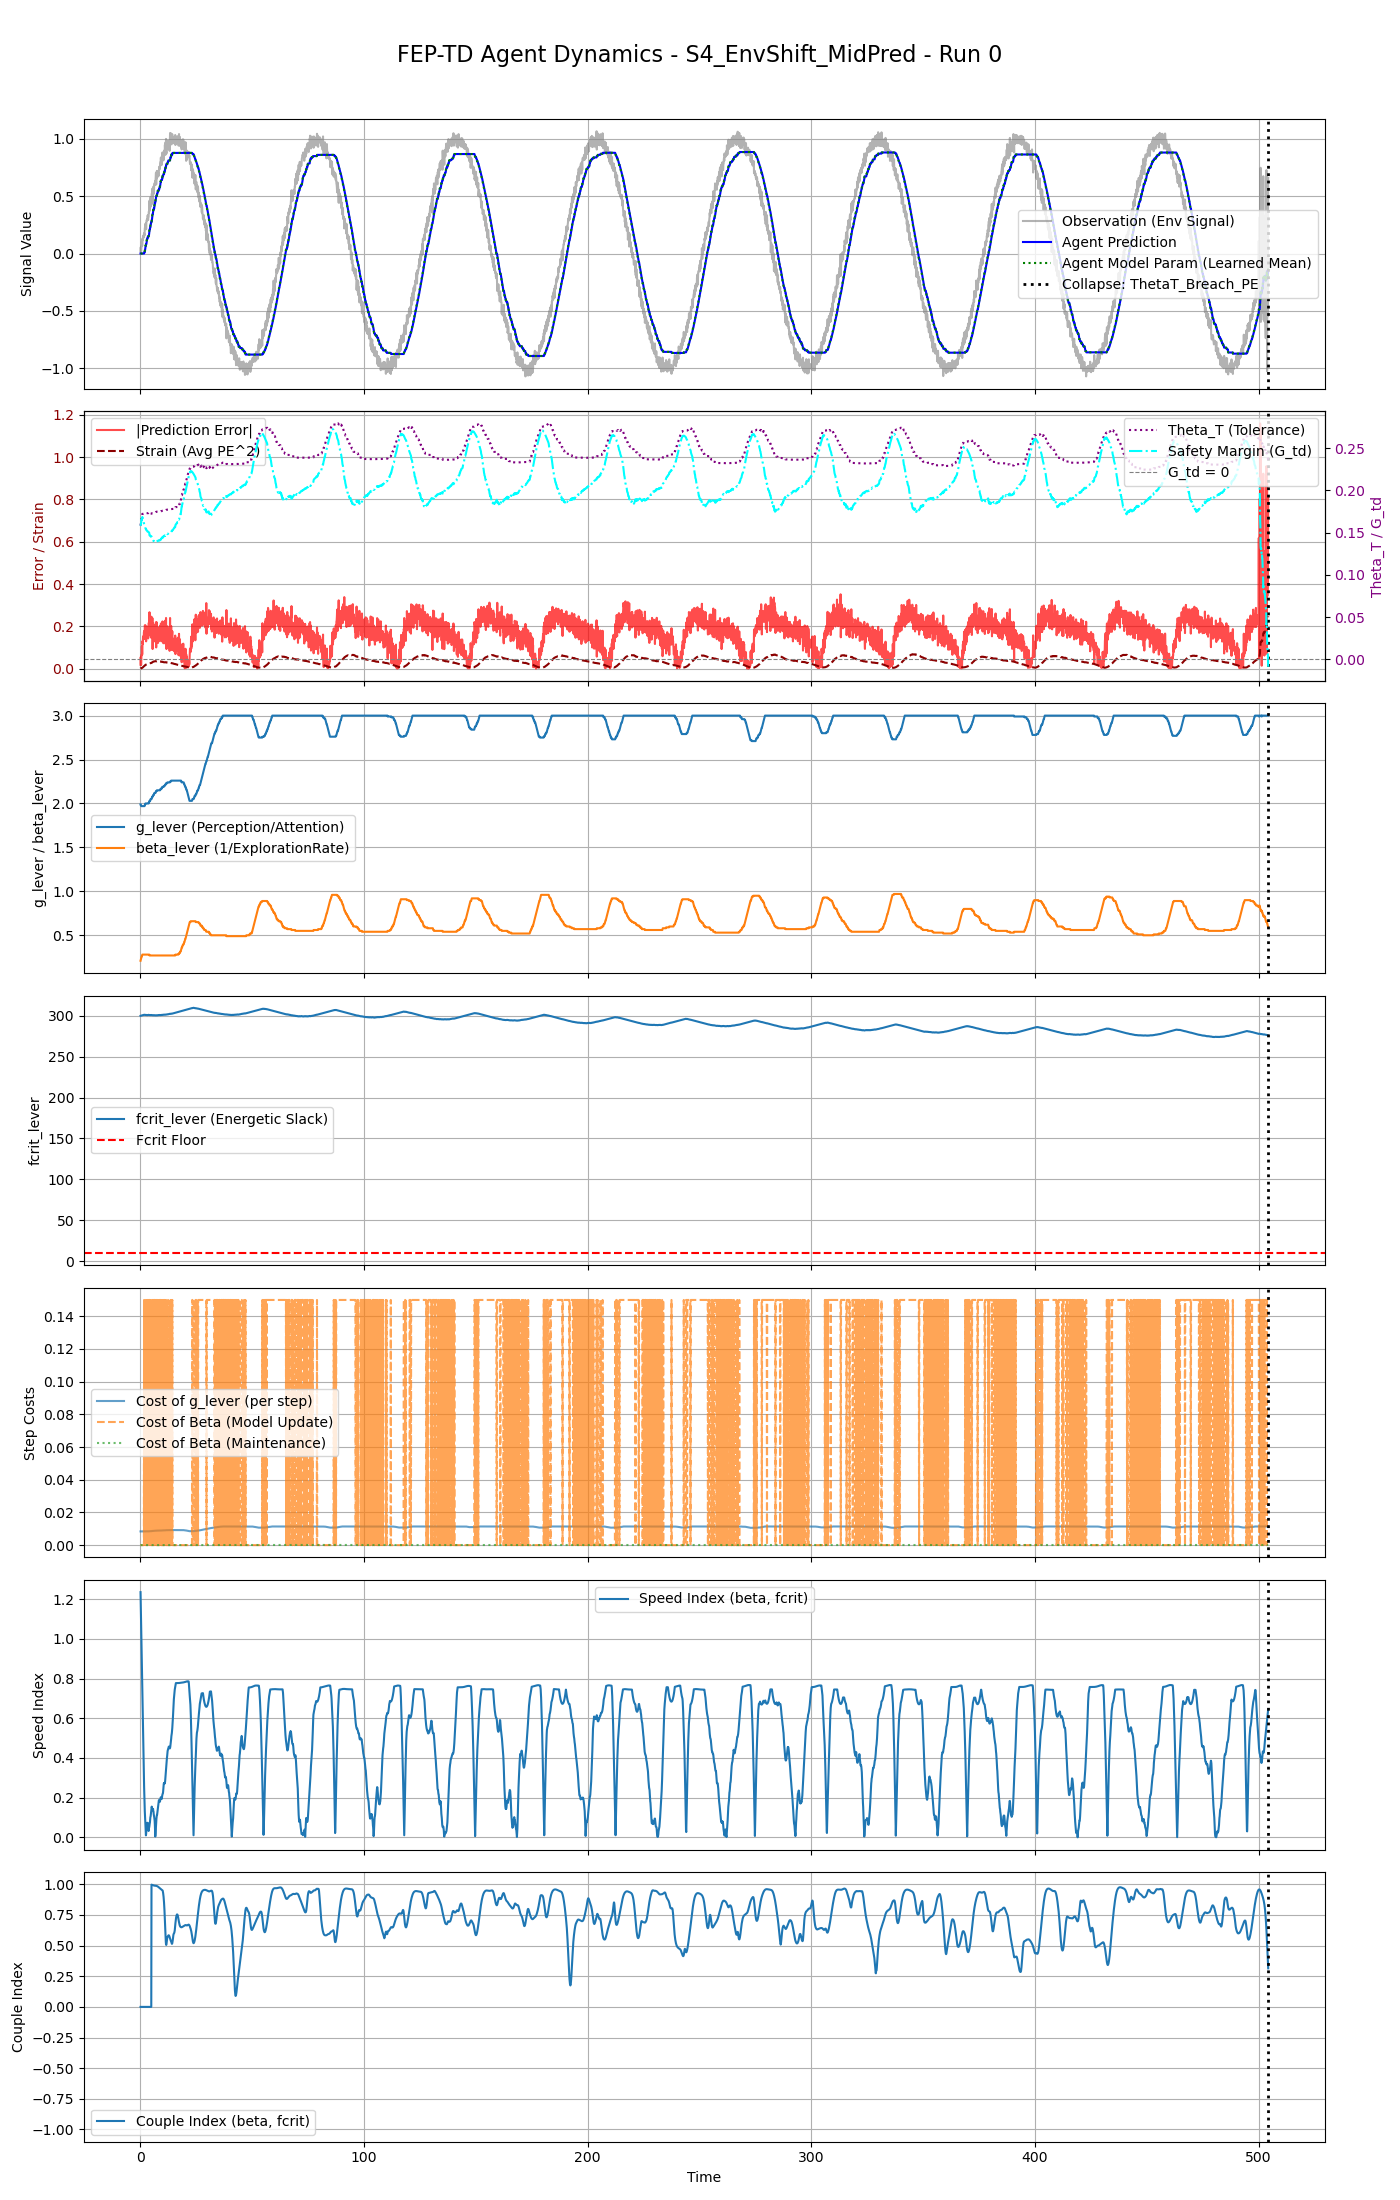 FEP-TD Agent Dynamics - S4_EnvShift_MidPred - Run 0
1.0
0.5
0.0
−0.5
−1.0
Signal Value
Observation (Env Signal)
Agent Prediction
Agent Model Param (Learned Mean)
Collapse: ThetaT_Breach_PE
1.2
1.0
0.8
0.6
0.4
0.2
0.0
Error / Strain
|Prediction Error|
Strain (Avg PE^2)
Theta_T (Tolerance)
Safety Margin (G_td)
G_td = 0
0.25
0.20
0.15
0.10
0.05
0.00
Theta_T / G_td
3.0
2.5
2.0
1.5
1.0
0.5
g_lever / beta_lever
g_lever (Perception/Attention)
beta_lever (1/ExplorationRate)
300
250
200
150
100
50
0
fcrit_lever
fcrit_lever (Energetic Slack)
Fcrit Floor
0.14
0.12
0.10
0.08
0.06
0.04
0.02
0.00
Step Costs
Cost of g_lever (per step)
Cost of Beta (Model Update)
Cost of Beta (Maintenance)
1.2
1.0
0.8
0.6
0.4
0.2
0.0
Speed Index
Speed Index (beta, fcrit)
1.00
0.75
0.50
0.25
0.00
−0.25
−0.50
−0.75
−1.00
Couple Index
Couple Index (beta, fcrit)
0
100
200
300
400
500
Time